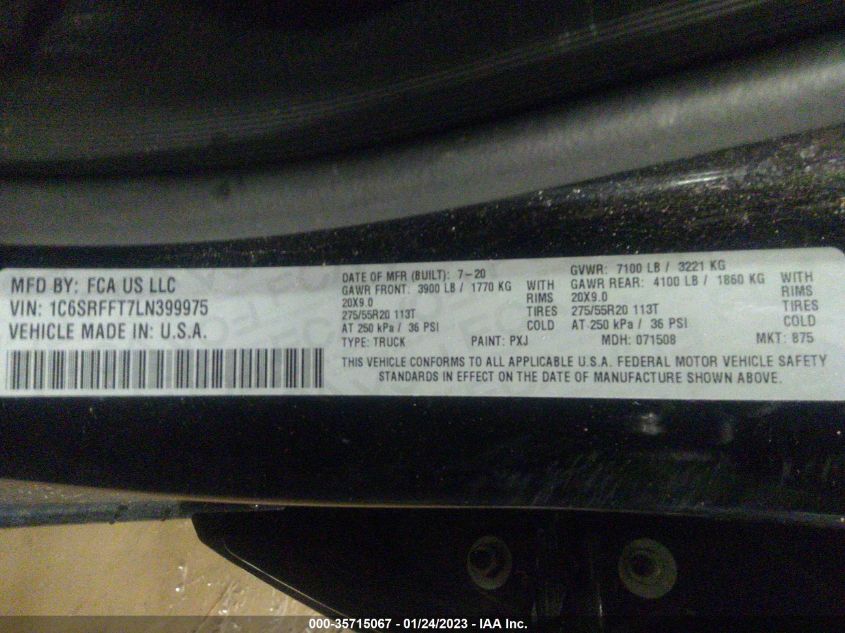 MFD BY: FCA US LLC
VIN: 1C6SRFFT7LN399975
VEHICLE MADE IN: U.S.A.
DATE OF MFR (BUILT): 7-20
GAWR FRONT: 3900 LB / 1770 KG WITH
20X9.0 RIMS
275/55R20 113T TIRES
AT 250 kPa / 36 PSI COLD
TYPE: TRUCK PAINT: PXJ
GVWR: 7100 LB / 3221 KG
GAWR REAR: 4100 LB / 1860 KG WITH
20X9.0 RIMS
275/55R20 113T TIRES
AT 250 kPa / 36 PSI COLD
MDH: 071508 MKT: 875
THIS VEHICLE CONFORMS TO ALL APPLICABLE U.S.A. FEDERAL MOTOR VEHICLE SAFETY
STANDARDS IN EFFECT ON THE DATE OF MANUFACTURE SHOWN ABOVE.
000-35715067 - 01/24/2023 - IAA Inc.